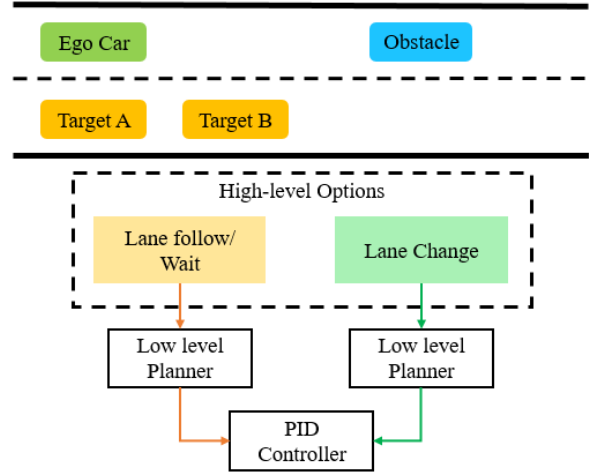 Ego Car
Obstacle
Target A
Target B
High-level Options
Lane follow/
Wait
Lane Change
Low level
Planner
Low level
Planner
PID
Controller